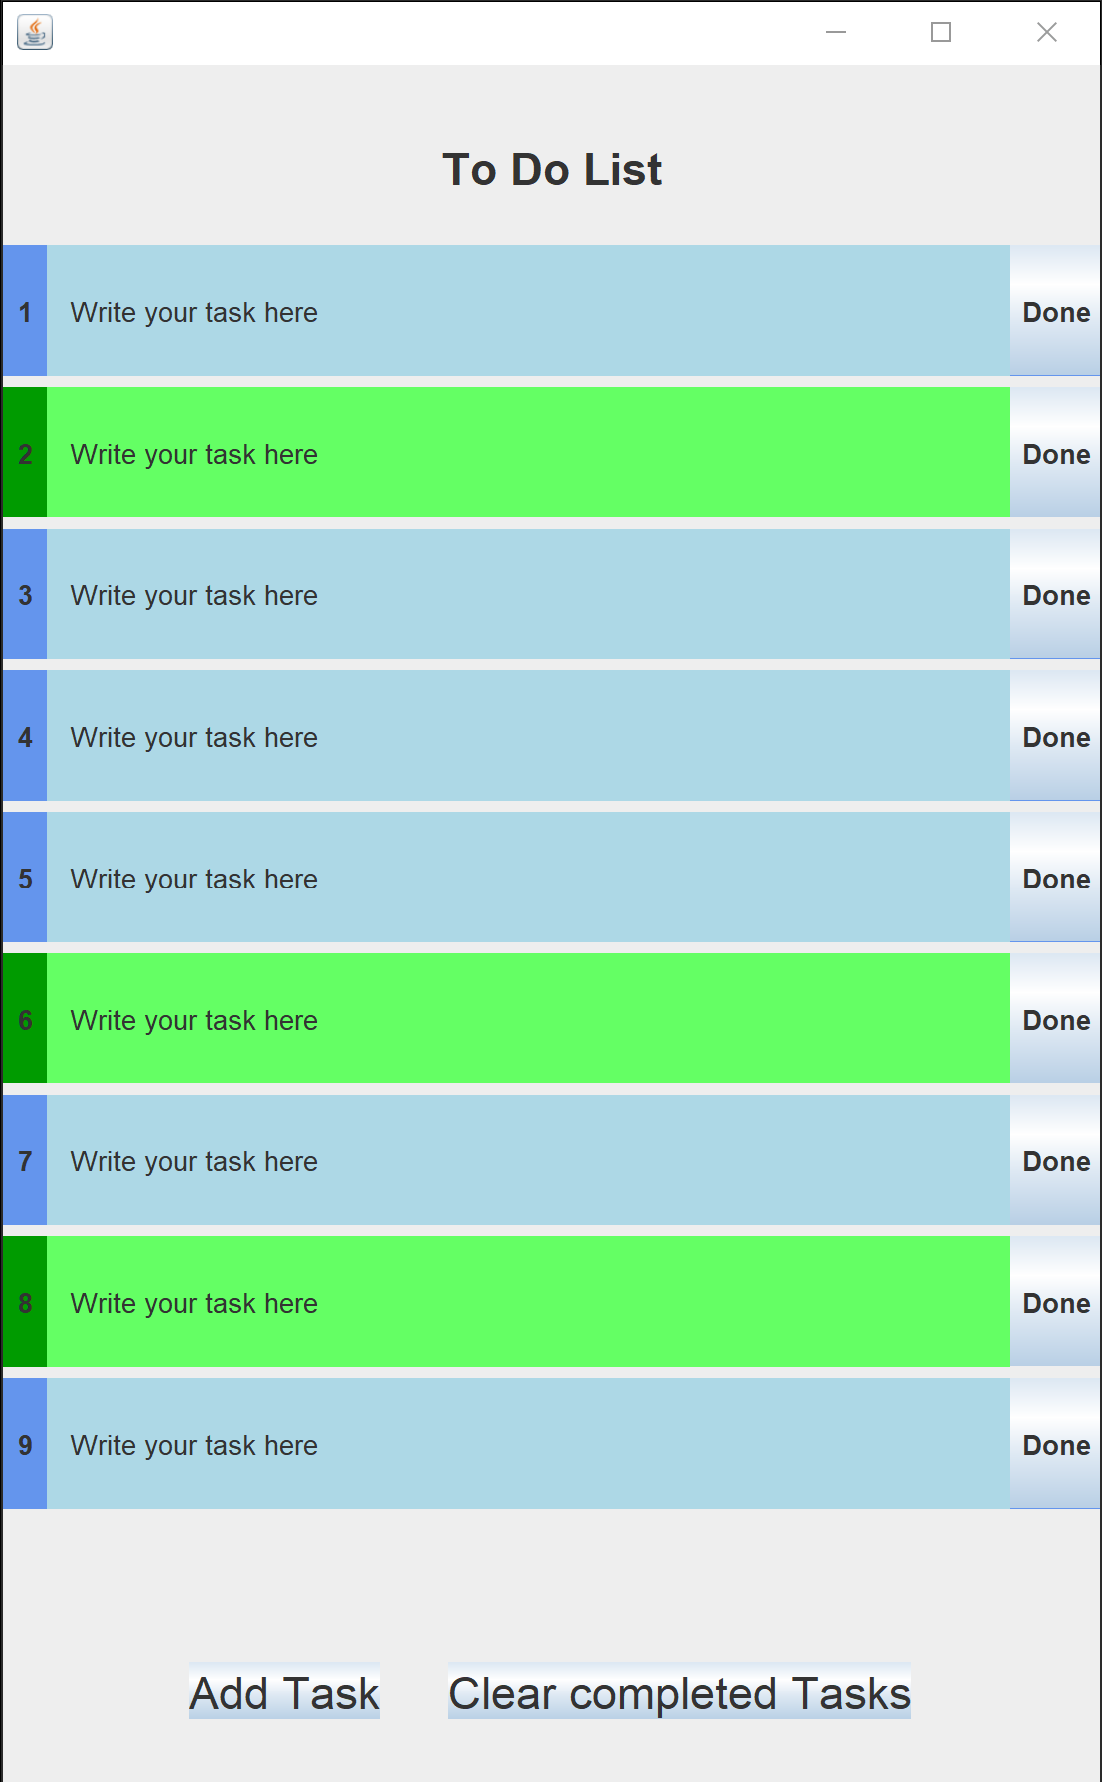 To Do List
1 Write your task here Done
2 Write your task here Done
3 Write your task here Done
4 Write your task here Done
5 Write your task here Done
6 Write your task here Done
7 Write your task here Done
8 Write your task here Done
9 Write your task here Done
Add Task Clear completed Tasks